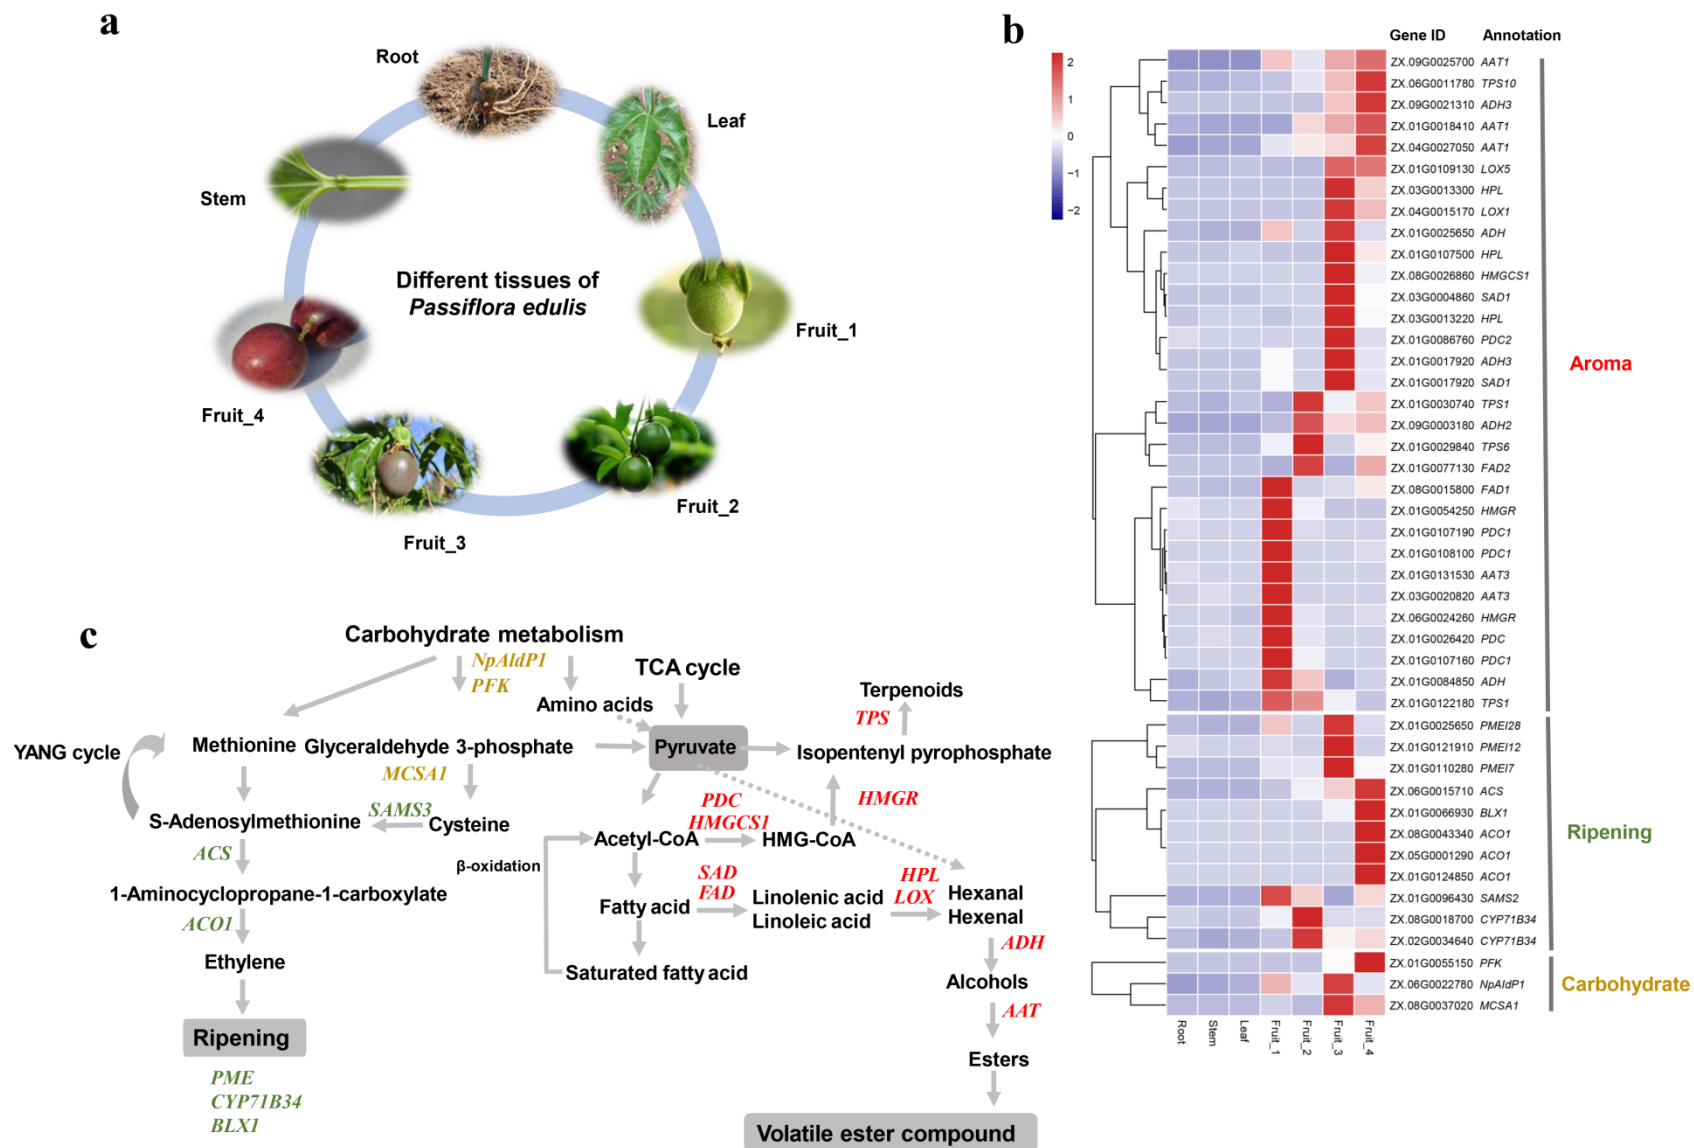 a
Root
Leaf
Stem
Different tissues of
Passiflora edulis
Fruit_1
Fruit_4
Fruit_2
Fruit_3
b
Gene ID Annotation
2
1
0
−1
−2
ZX.09G0025700 AAT1
ZX.06G0011780 TPS10
ZX.09G0021310 ADH3
ZX.01G0018410 AAT1
ZX.04G0027050 AAT1
ZX.01G0109130 LOX5
ZX.03G0013300 HPL
ZX.04G0015170 LOX1
ZX.01G0025650 ADH
ZX.01G0107500 HPL
ZX.08G0026860 HMGCS1
ZX.03G0004860 SAD1
ZX.03G0013220 HPL
ZX.01G0086760 PDC2
ZX.01G0017920 ADH3
ZX.01G0017920 SAD1
ZX.01G0030740 TPS1
ZX.09G0003180 ADH2
ZX.01G0029840 TPS6
ZX.01G0077130 FAD2
ZX.08G0015800 FAD1
ZX.01G0054250 HMGR
ZX.01G0107190 PDC1
ZX.01G0108100 PDC1
ZX.01G0131530 AAT3
ZX.03G0020820 AAT3
ZX.06G0024260 HMGR
ZX.01G0026420 PDC
ZX.01G0107160 PDC1
ZX.01G0084850 ADH
ZX.01G0122180 TPS1
Aroma
ZX.01G0025650 PMEI28
ZX.01G0121910 PMEI12
ZX.01G0110280 PMEI7
ZX.06G0015710 ACS
ZX.01G0066930 BLX1
ZX.08G0043340 ACO1
ZX.05G0001290 ACO1
ZX.01G0124850 ACO1
ZX.01G0096430 SAMS2
ZX.08G0018700 CYP71B34
ZX.02G0034640 CYP71B34
Ripening
ZX.01G0055150 PFK
ZX.06G0022780 NpAldP1
ZX.08G0037020 MCSA1
Carbohydrate
Root
Stem
Leaf
Fruit_1
Fruit_2
Fruit_3
Fruit_4
c
Carbohydrate metabolism
NpAldP1
PFK
TCA cycle
Amino acids
Terpenoids
TPS
YANG cycle
Methionine
Glyceraldehyde 3-phosphate
Pyruvate
Isopentenyl pyrophosphate
MCSA1
HMGR
SAMS3
PDC
HMGCS1
S-Adenosylmethionine
Cysteine
Acetyl-CoA
HMG-CoA
ACS
β-oxidation
SAD
FAD
HPL
LOX
1-Aminocyclopropane-1-carboxylate
Fatty acid
Linolenic acid
Linoleic acid
Hexanal
Hexenal
ACO1
ADH
Ethylene
Saturated fatty acid
Alcohols
AAT
Ripening
Esters
PME
CYP71B34
BLX1
Volatile ester compound